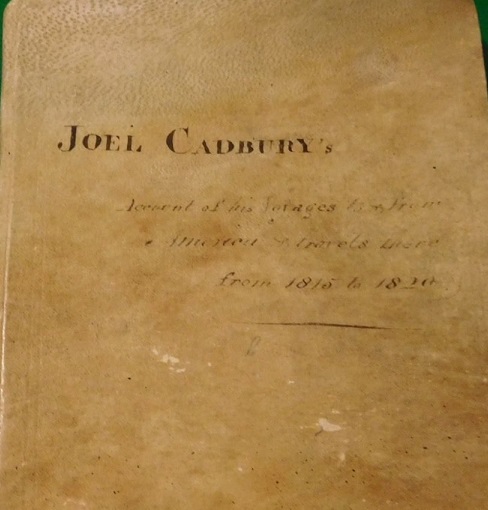 JOEL CADBURY's
Account of his Voyages to & from
America & travels there
from 1815 to 1820